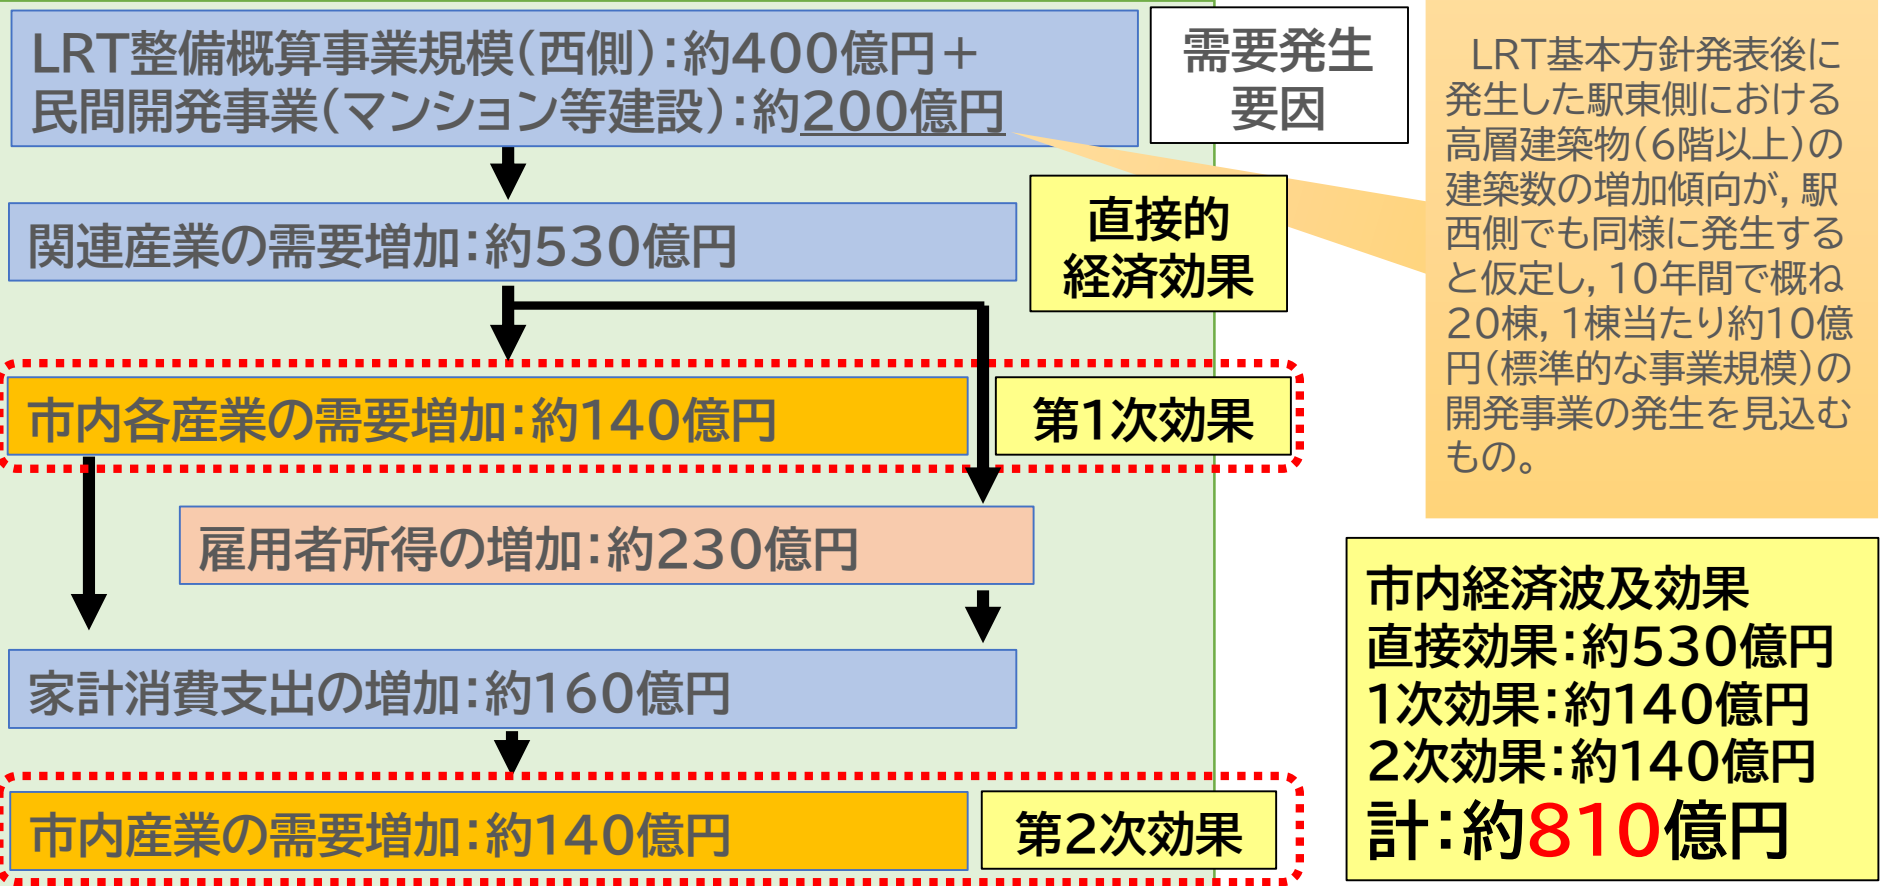 LRT整備概算事業規模(西側):約400億円＋
民間開発事業(マンション等建設):約200億円
需要発生
要因
LRT基本方針発表後に
発生した駅東側における
高層建築物(6階以上)の
建築数の増加傾向が，駅
西側でも同様に発生する
と仮定し，10年間で概ね
20棟，1棟当たり約10億
円(標準的な事業規模)の
開発事業の発生を見込む
もの。
関連産業の需要増加:約530億円
直接的
経済効果
市内各産業の需要増加:約140億円
第1次効果
雇用者所得の増加:約230億円
家計消費支出の増加:約160億円
市内産業の需要増加:約140億円
第2次効果
市内経済波及効果
直接効果:約530億円
1次効果:約140億円
2次効果:約140億円
計:約810億円